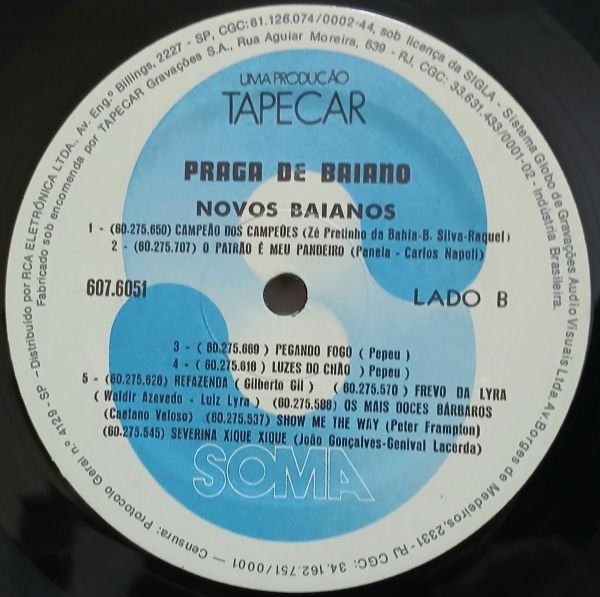 UMA PRODUÇÃO
TAPECAR
PRAGA DE BAIANO
NOVOS BAIANOS
1 - (60.275.650) CAMPEÃO DOS CAMPEÕES (Zé Pretinho da Bahia-B. Silva-Raquel)
2 - (60.275.707) O PATRÃO É MEU PANDEIRO (Panela - Carlos Napoli)
607.6051
LADO B
3 - ( 60.275.669 ) PEGANDO FOGO ( Pepeu )
4 - ( 60.275.618 ) LUZES DO CHÃO ) Pepeu )
5 - (60.275.626) REFAZENDA ( Gilberto Gil ) ( 60.275.570 ) FREVO DA LYRA
( Waldir Azevedo - Luiz Lyra ) (60.275.588) OS MAIS DOCES BÁRBAROS
(Caetano Veloso) (60.275.537) SHOW ME THE WAY (Peter Frampton)
(60.275.545) SEVERINA XIQUE XIQUE (João Gonçalves-Genival Lacerda)
SOMA
Censura: Protocolo Geral n.º 4129 - SP - Distribuído por RCA ELETRÔNICA LTDA., Av. Eng.º Billings, 2227 - SP, CGC: 61.126.074/0002-44, sob licença da SIGLA - Sistema Globo de Gravações Audio Visuais Ltda, Av. Borges de Medeiros, 2331 - RJ CGC: 34.162.751/0001 —
Fabricado sob encomenda por TAPECAR Gravações S.A., Rua Aguiar Moreira, 639 - RJ, CGC: 33.631.433/0001-02 - Indústria Brasileira.